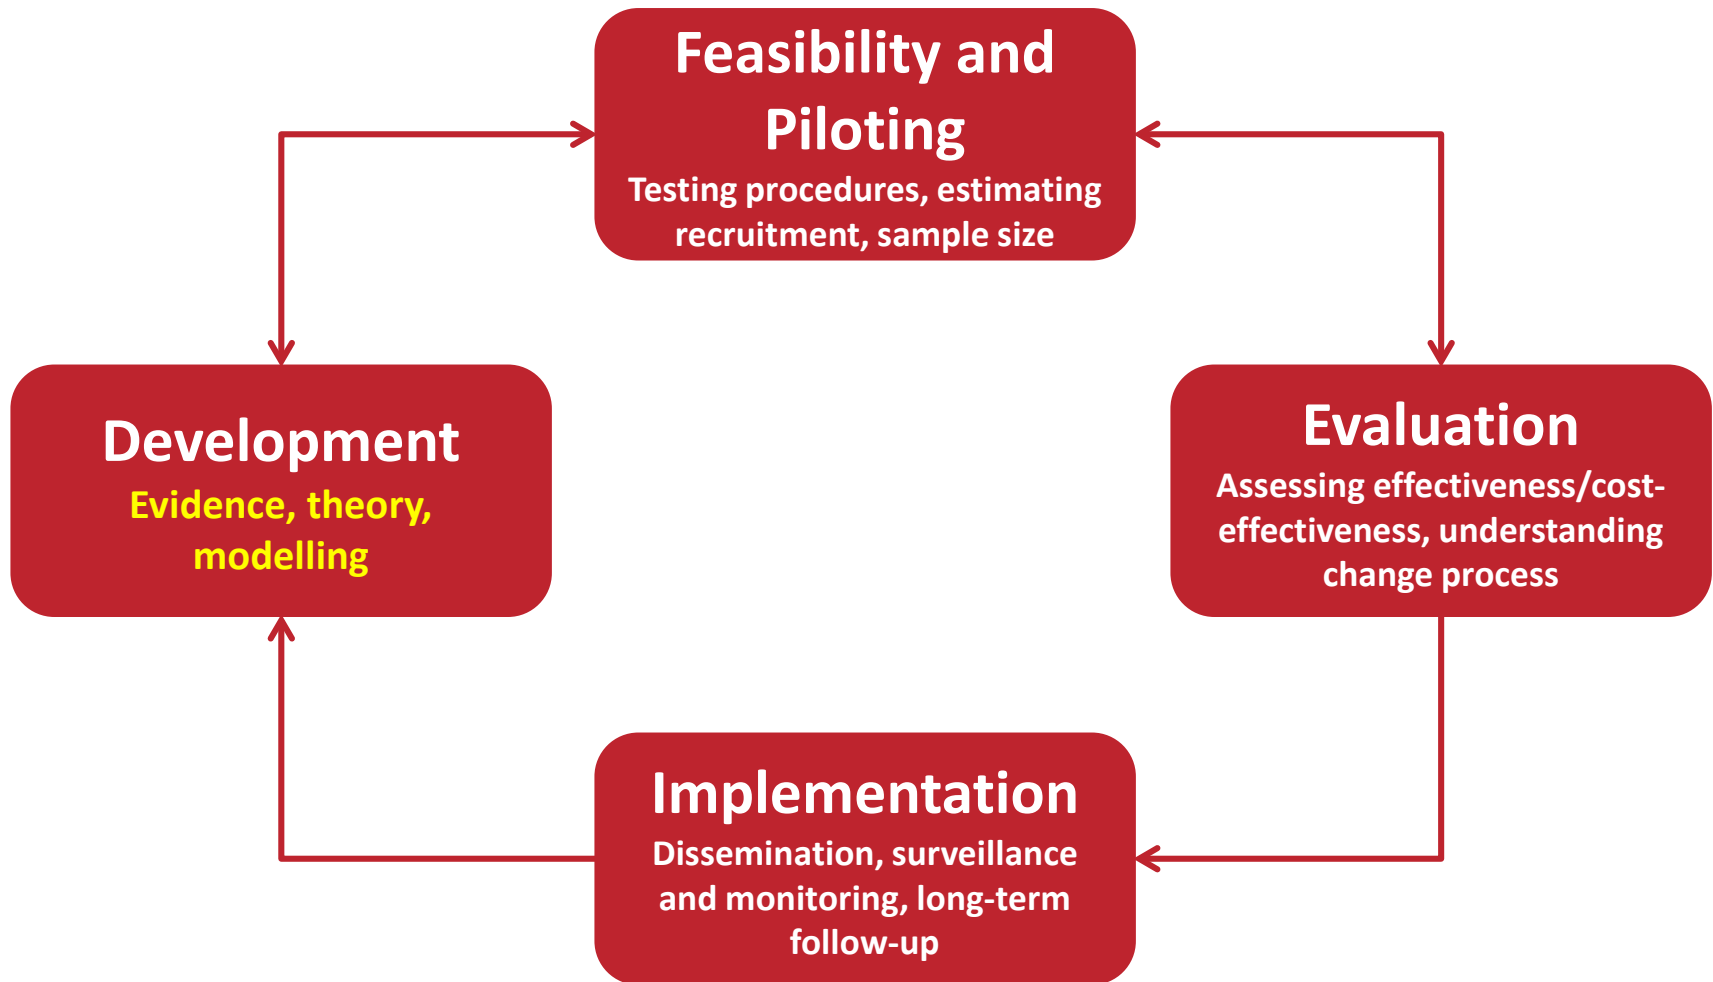 Feasibility and
Piloting
Testing procedures, estimating
recruitment, sample size
Development
Evidence, theory,
modelling
Evaluation
Assessing effectiveness/cost-
effectiveness, understanding
change process
Implementation
Dissemination, surveillance
and monitoring, long-term
follow-up